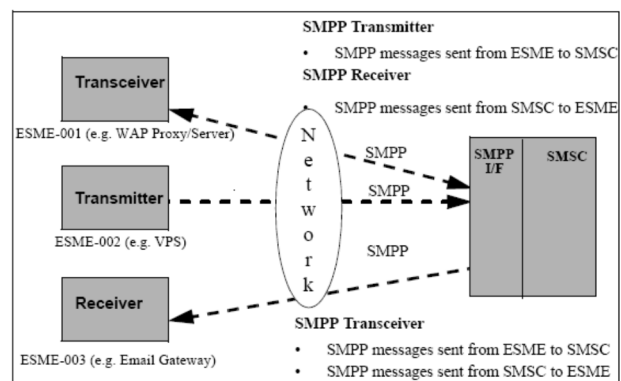 SMPP Transmitter
• SMPP messages sent from ESME to SMSC
SMPP Receiver
• SMPP messages sent from SMSC to ESME
Transceiver
ESME-001 (e.g. WAP Proxy/Server)
Transmitter
ESME-002 (e.g. VPS)
Receiver
ESME-003 (e.g. Email Gateway)
Network
SMPP
SMPP
SMPP
SMPP I/F
SMSC
SMPP Transceiver
• SMPP messages sent from ESME to SMSC
• SMPP messages sent from SMSC to ESME